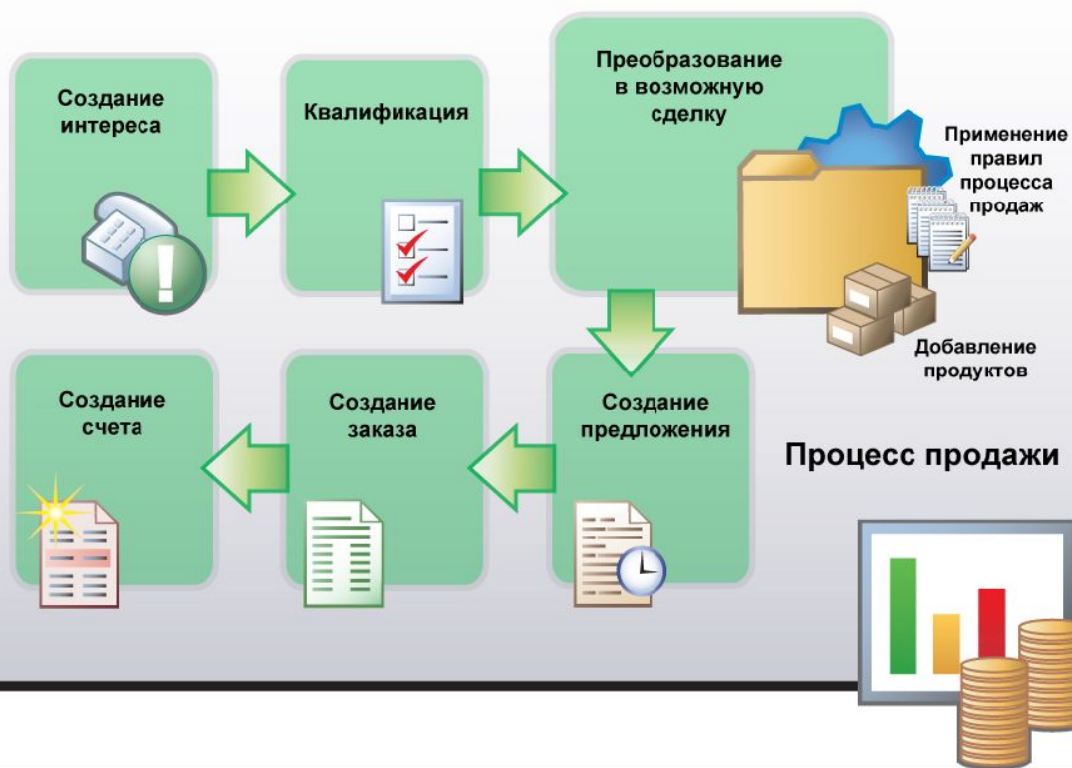 Создание
интереса
Квалификация
Преобразование
в возможную
сделку
Применение
правил
процесса
продаж
Добавление
продуктов
Создание
предложения
Создание
заказа
Создание
счета
Процесс продажи